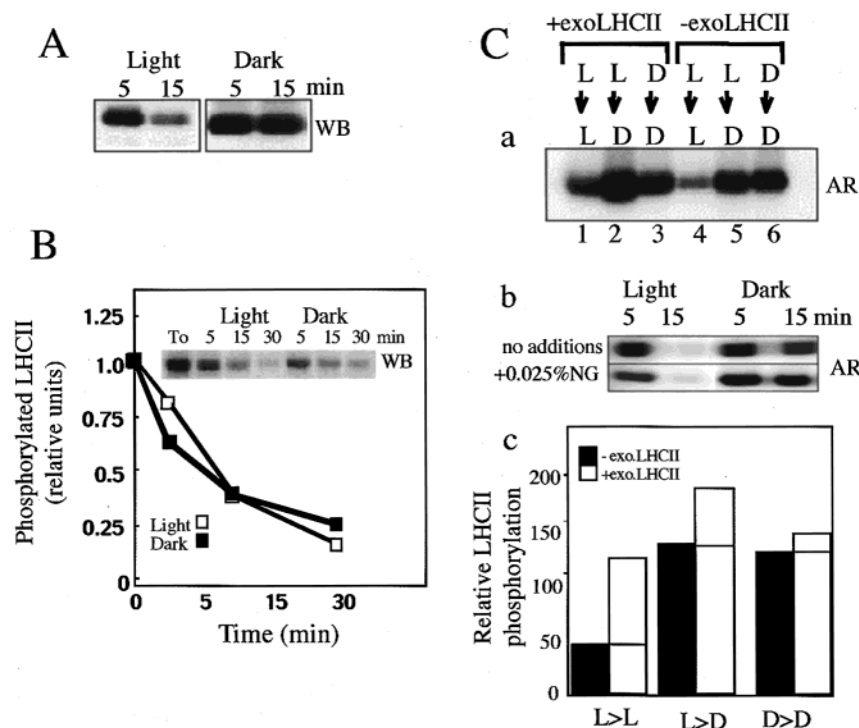 A
Light Dark
5 15 5 15 min
WB
B
Phosphorylated LHCII
(relative units)
1.25
1.0
0.75
0.5
0.25
0
Light Dark
To 5 15 30 5 15 30 min
WB
Light
Dark
0 5 15 30
Time (min)
C
+exoLHCII -exoLHCII
L L D L L D
a
L D D L D D
AR
1 2 3 4 5 6
b
Light Dark
5 15 5 15 min
no additions
+0.025%NG
AR
c
Relative LHCII
phosphorylation
200
150
100
50
0
- exo.LHCII
+exo.LHCII
L>L L>D D>D